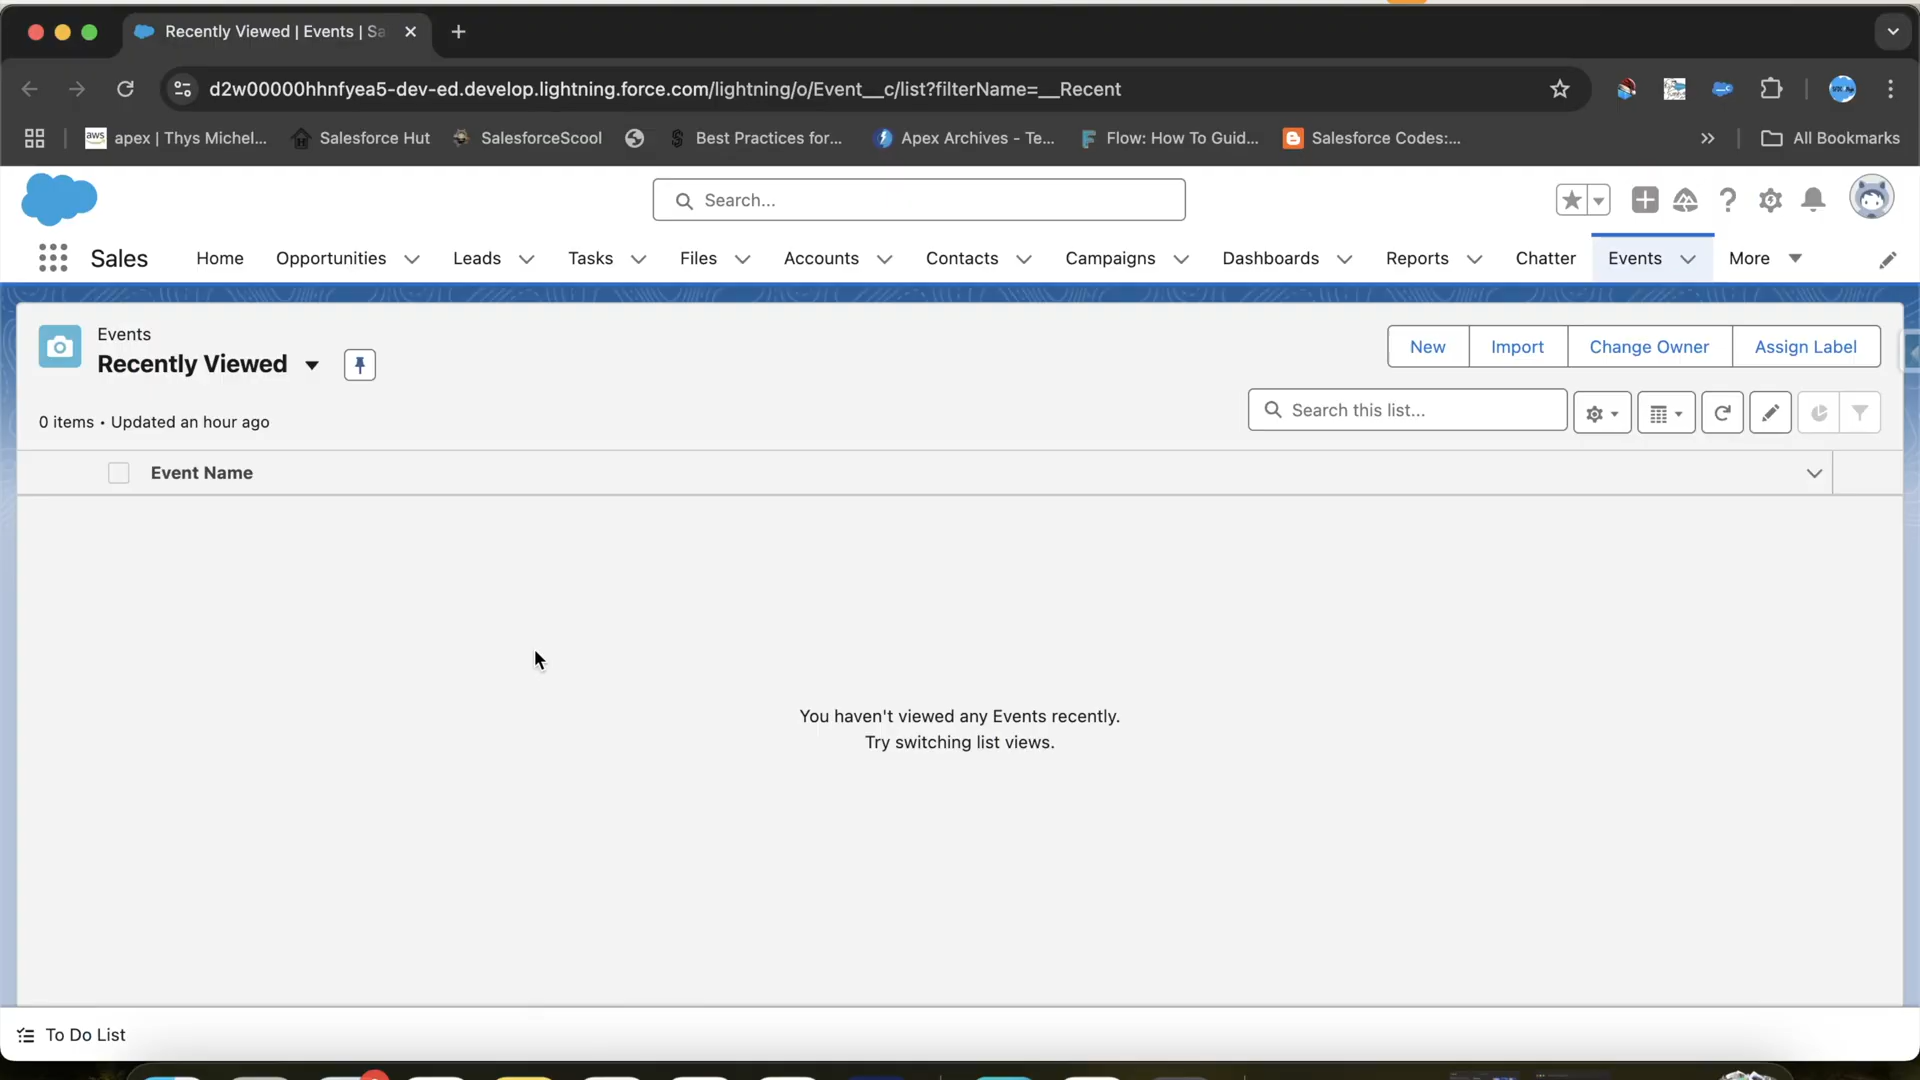 Recently Viewed | Events | Sa
d2w00000hhnfyea5-dev-ed.develop.lightning.force.com/lightning/o/Event__c/list?filterName=__Recent
aws apex | Thys Michel... Salesforce Hut SalesforceScool Best Practices for... Apex Archives - Te... Flow: How To Guid... Salesforce Codes:... All Bookmarks
Search...
Sales Home Opportunities Leads Tasks Files Accounts Contacts Campaigns Dashboards Reports Chatter Events More
Events
Recently Viewed
New Import Change Owner Assign Label
0 items • Updated an hour ago
Search this list...
Event Name
You haven't viewed any Events recently.
Try switching list views.
To Do List